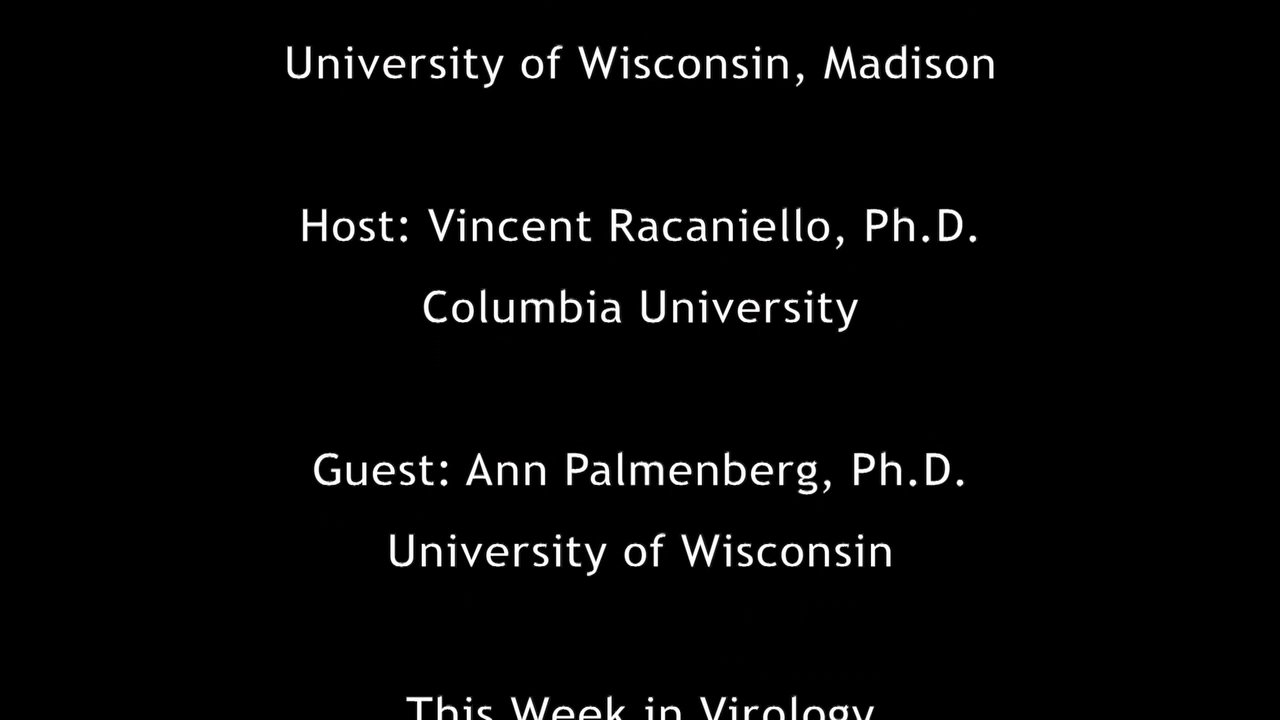 University of Wisconsin, Madison
Host: Vincent Racaniello, Ph.D.
Columbia University
Guest: Ann Palmenberg, Ph.D.
University of Wisconsin
This Week in Virology